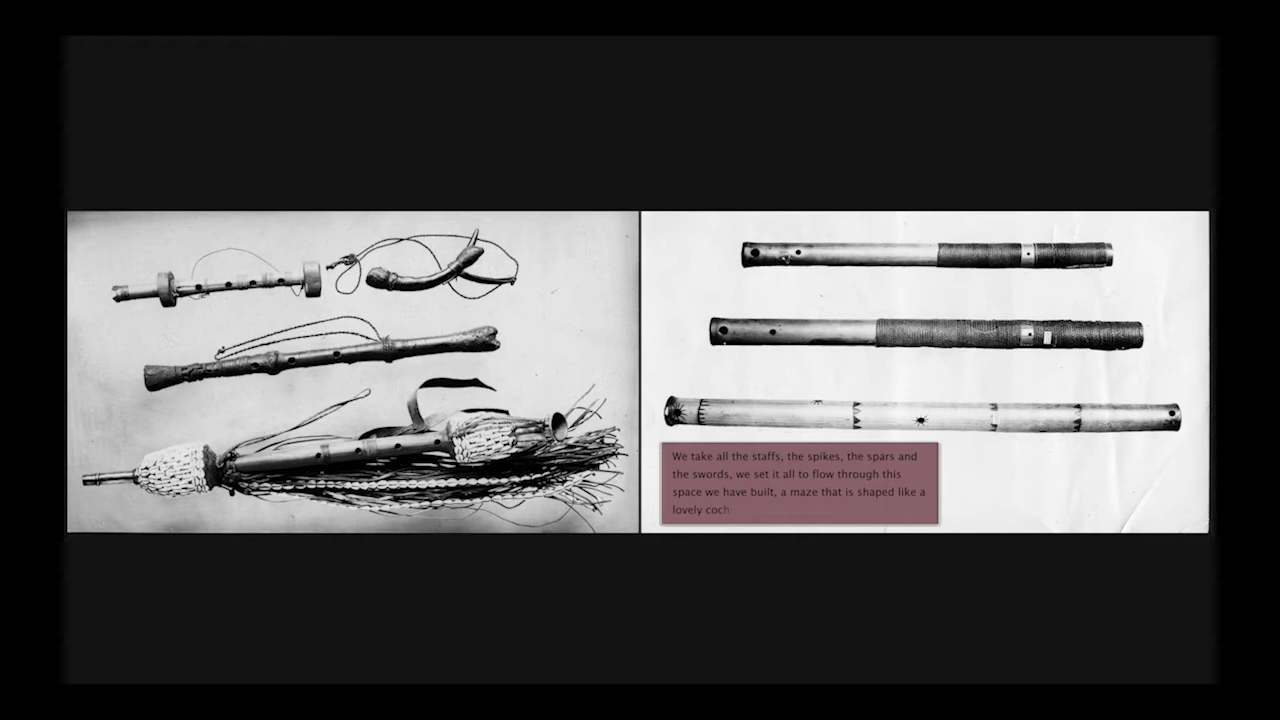 We take all the staffs, the spikes, the spars and
the swords, we set it all to flow through this
space we have built, a maze that is shaped like a
lovely coch